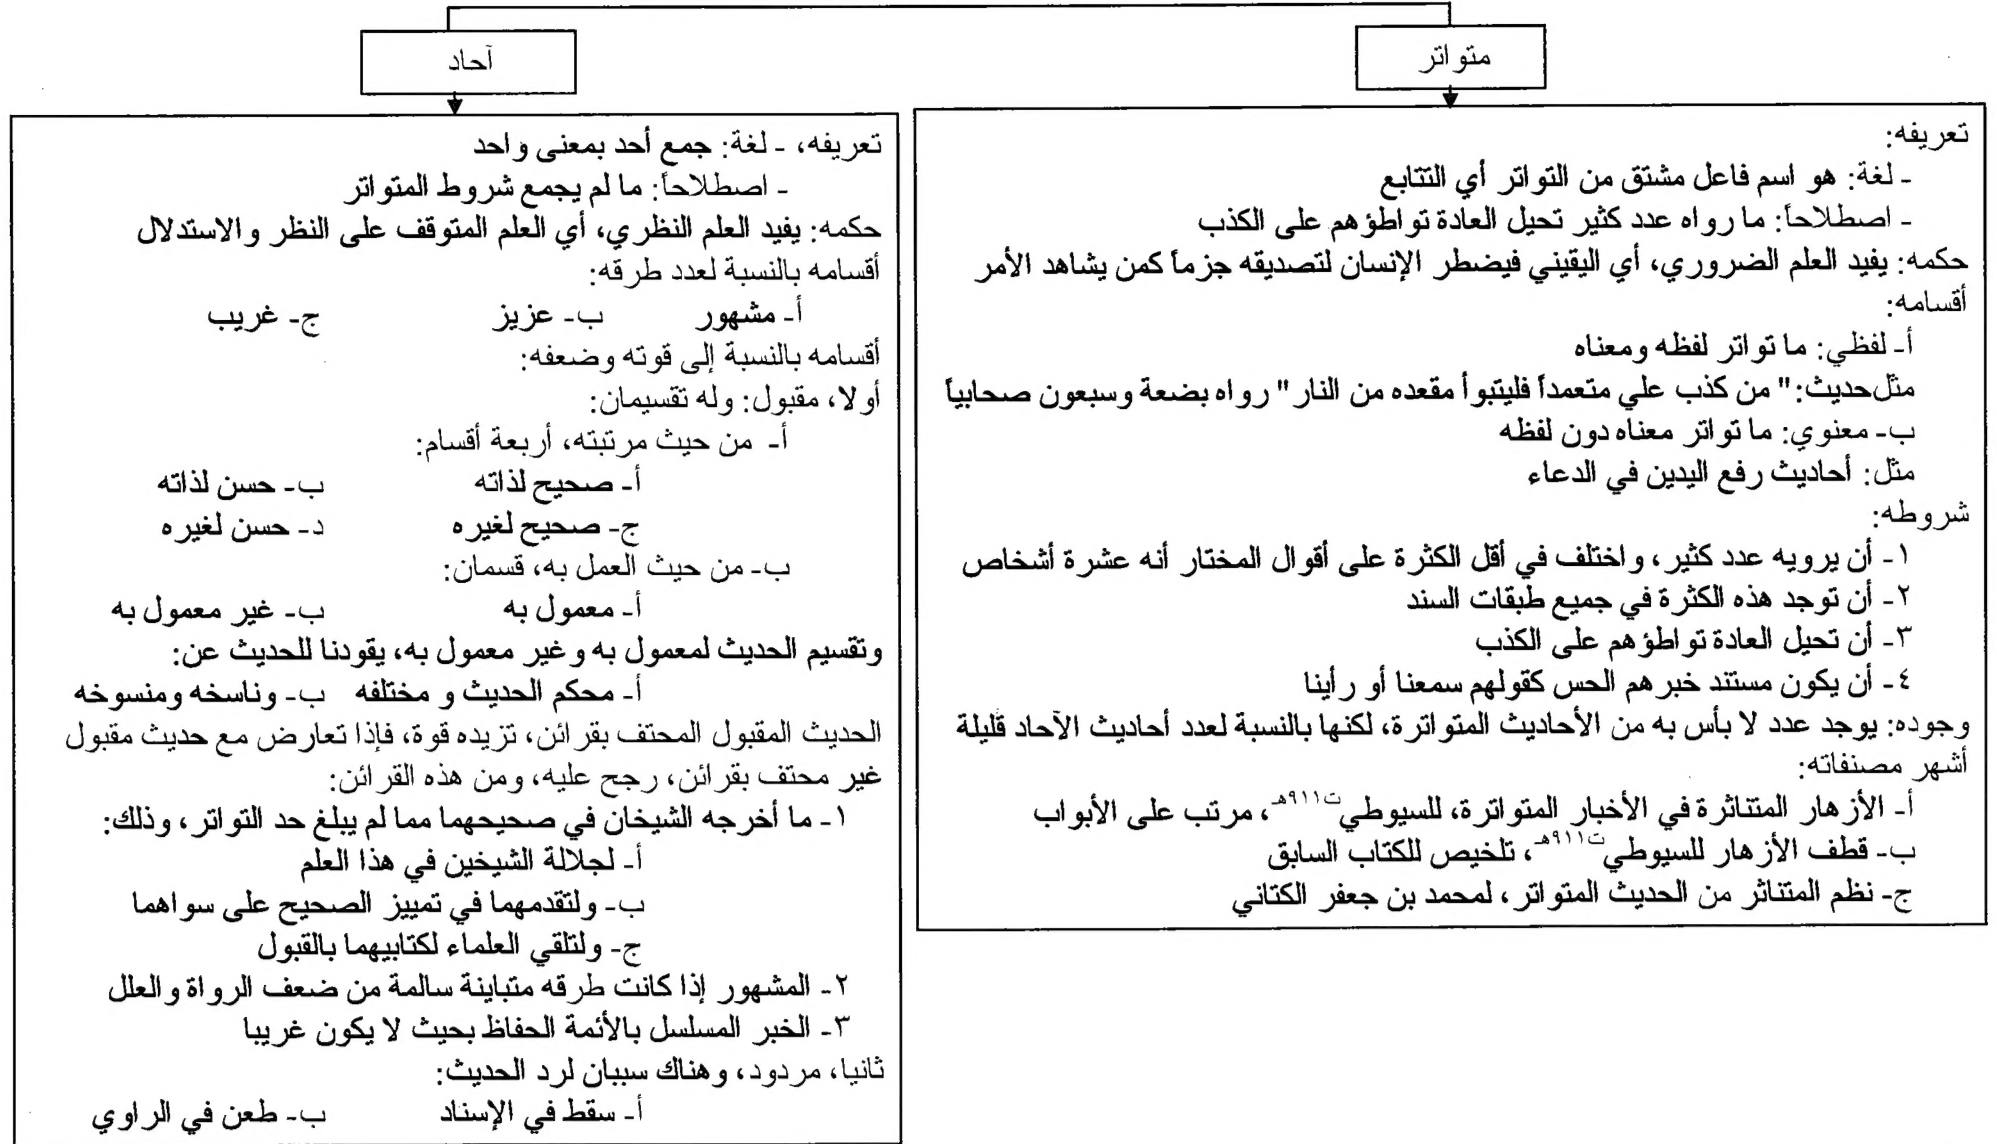 متواتر
تعريفه:
- لغة: هو اسم فاعل مشتق من التواتر أي التتابع
- اصطلاحاً: ما رواه عدد كثير تحيل العادة تواطؤهم على الكذب
حكمه: يفيد العلم الضروري، أي اليقيني فيضطر الإنسان لتصديقه جزماً كمن يشاهد الأمر
أقسامه:
أ- لفظي: ما تواتر لفظه ومعناه
مثل حديث: " من كذب علي متعمداً فليتبوأ مقعده من النار " رواه بضعة وسبعون صحابياً
ب- معنوي: ما تواتر معناه دون لفظه
مثل: أحاديث رفع اليدين في الدعاء
شروطه:
١- أن يرويه عدد كثير، واختلف في أقل الكثرة على أقوال المختار أنه عشرة أشخاص
٢- أن توجد هذه الكثرة في جميع طبقات السند
٣- أن تحيل العادة تواطؤهم على الكذب
٤- أن يكون مستند خبرهم الحس كقولهم سمعنا أو رأينا
وجوده: يوجد عدد لا بأس به من الأحاديث المتواترة، لكنها بالنسبة لعدد أحاديث الآحاد قليلة
أشهر مصنفاته:
أ- الأزهار المتناثرة في الأخبار المتواترة، للسيوطي ت٩١١هـ، مرتب على الأبواب
ب- قطف الأزهار للسيوطي ت٩١١هـ، تلخيص للكتاب السابق
ج- نظم المتناثر من الحديث المتواتر، لمحمد بن جعفر الكتاني
آحاد
تعريفه، - لغة: جمع أحد بمعنى واحد
- اصطلاحاً: ما لم يجمع شروط المتواتر
حكمه: يفيد العلم النظري، أي العلم المتوقف على النظر والاستدلال
أقسامه بالنسبة لعدد طرقه:
أ- مشهور ب- عزيز ج- غريب
أقسامه بالنسبة إلى قوته وضعفه:
أولا، مقبول: وله تقسيمان:
أ- من حيث مرتبته، أربعة أقسام:
أ- صحيح لذاته ب- حسن لذاته
ج- صحيح لغيره د- حسن لغيره
ب- من حيث العمل به، قسمان:
أ- معمول به ب- غير معمول به
وتقسيم الحديث لمعمول به وغير معمول به، يقودنا للحديث عن:
أ- محكم الحديث و مختلفه ب- وناسخه ومنسوخه
الحديث المقبول المحتف بقرائن، تزيده قوة، فإذا تعارض مع حديث مقبول
غير محتف بقرائن، رجح عليه، ومن هذه القرائن:
١- ما أخرجه الشيخان في صحيحهما مما لم يبلغ حد التواتر، وذلك:
أ- لجلالة الشيخين في هذا العلم
ب- ولتقدمهما في تمييز الصحيح على سواهما
ج- ولتلقي العلماء لكتابيهما بالقبول
٢- المشهور إذا كانت طرقه متباينة سالمة من ضعف الرواة والعلل
٣- الخبر المسلسل بالأئمة الحفاظ بحيث لا يكون غريبا
ثانيا، مردود، وهناك سببان لرد الحديث:
أ- سقط في الإسناد ب- طعن في الراوي